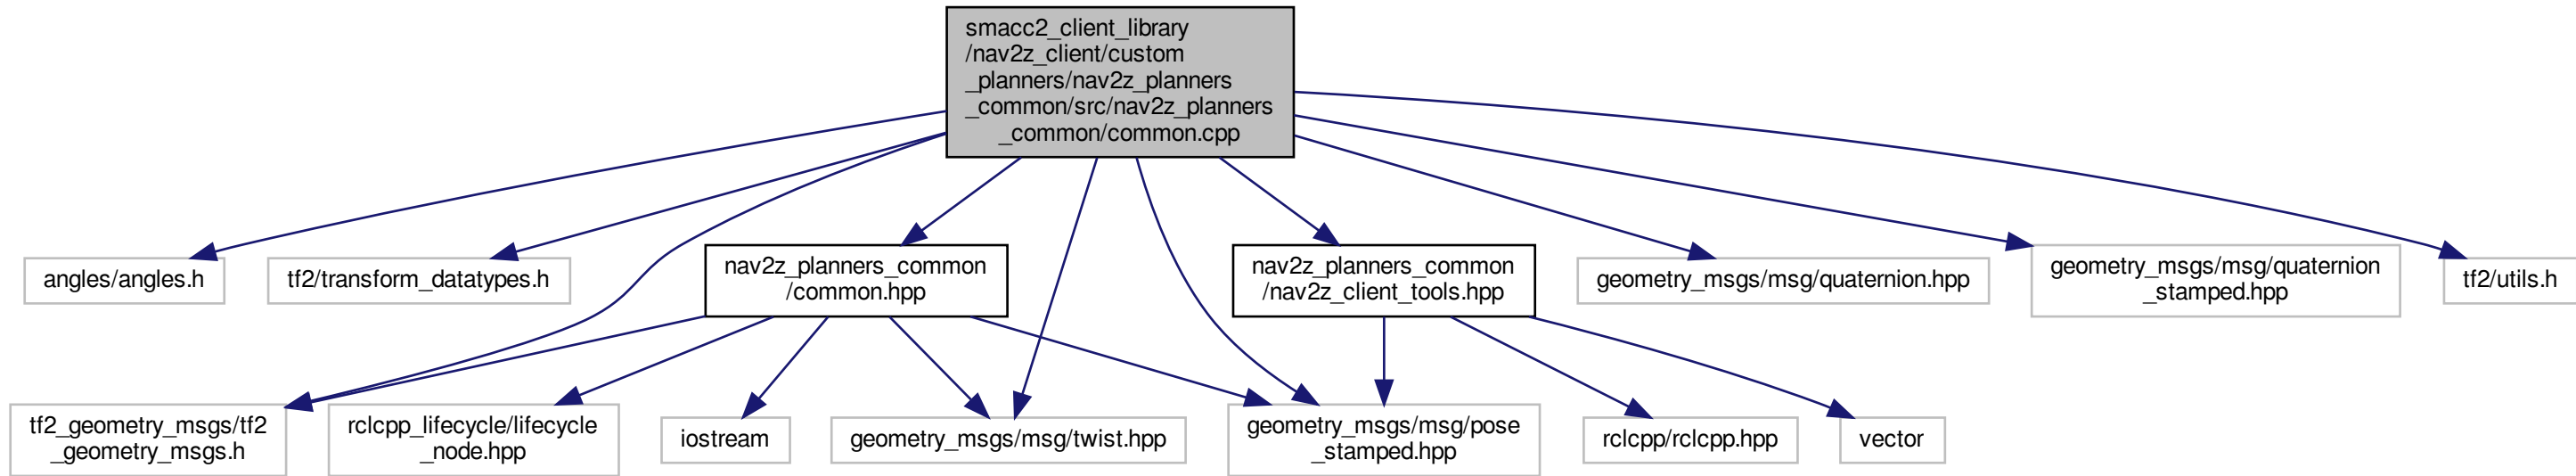 smacc2_client_library
/nav2z_client/custom
_planners/nav2z_planners
_common/src/nav2z_planners
_common/common.cpp
angles/angles.h
tf2/transform_datatypes.h
nav2z_planners_common
/common.hpp
nav2z_planners_common
/nav2z_client_tools.hpp
geometry_msgs/msg/quaternion.hpp
geometry_msgs/msg/quaternion
_stamped.hpp
tf2/utils.h
tf2_geometry_msgs/tf2
_geometry_msgs.h
rclcpp_lifecycle/lifecycle
_node.hpp
iostream
geometry_msgs/msg/twist.hpp
geometry_msgs/msg/pose
_stamped.hpp
rclcpp/rclcpp.hpp
vector